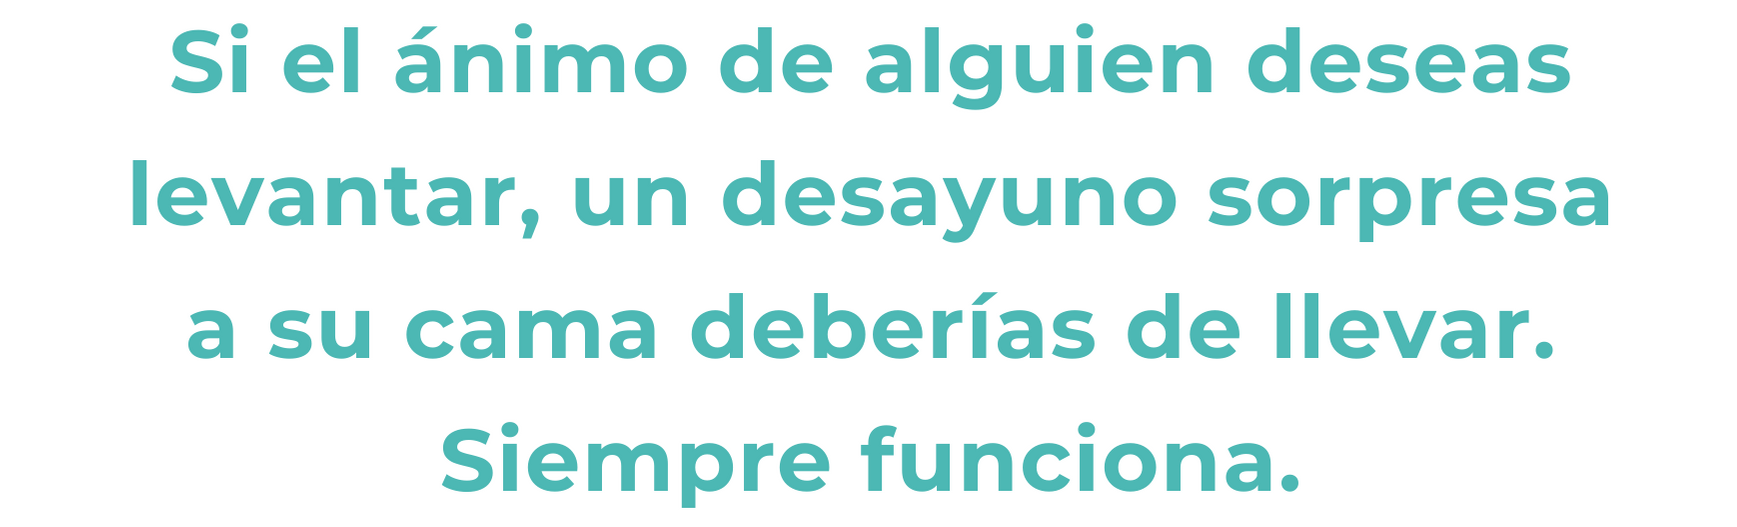 Si el ánimo de alguien deseas
levantar, un desayuno sorpresa
a su cama deberías de llevar.
Siempre funciona.